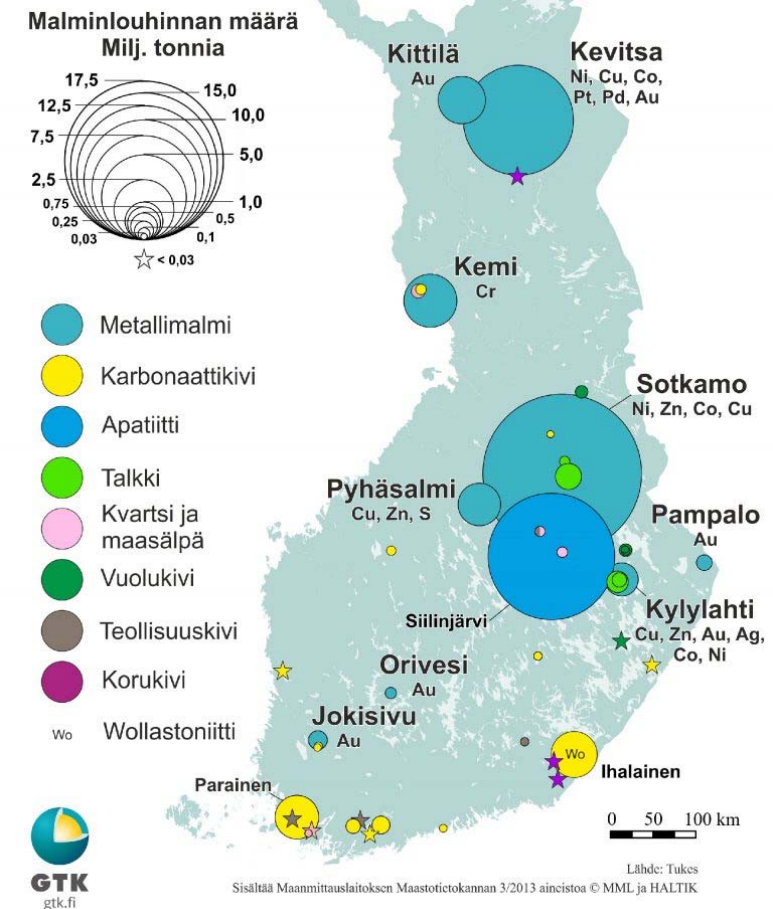 Malminlouhinnan määrä
Milj. tonnia
17,5
15,0
12,5
10,0
7,5
5,0
2,5
1,0
0,75
0,5
0,25
0,1
0,03
< 0,03
Metallimalmi
Karbonaattikivi
Apatiitti
Talkki
Kvartsi ja
maasälpä
Vuolukivi
Teollisuuskivi
Korukivi
Wo Wollastoniitti
Kittilä
Au
Kevitsa
Ni, Cu, Co,
Pt, Pd, Au
Kemi
Cr
Sotkamo
Ni, Zn, Co, Cu
Pyhäsalmi
Cu, Zn, S
Pampalo
Au
Siilinjärvi
Kylylahti
Cu, Zn, Au, Ag,
Co, Ni
Orivesi
Au
Jokisivu
Au
Wo
Ihalainen
Parainen
0 50 100 km
GTK
gtk.fi
Lähde: Tukes
Sisältää Maanmittauslaitoksen Maastotietokannan 3/2013 aineistoa © MML ja HALTIK